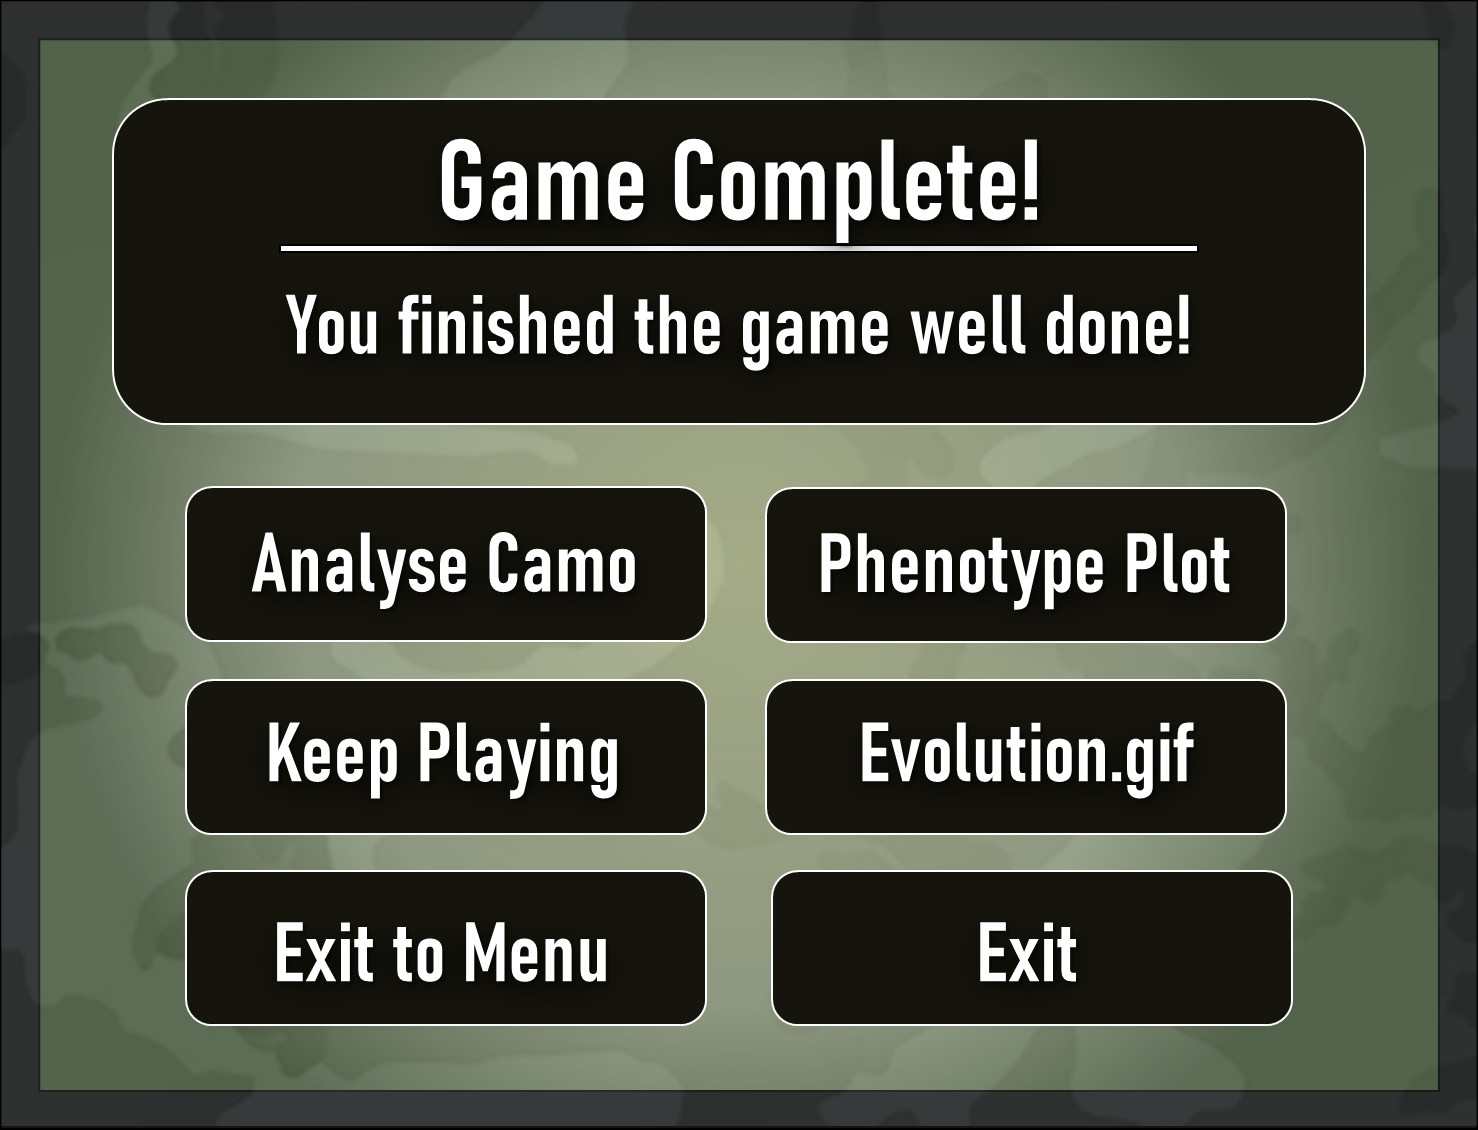 Game Complete!
You finished the game well done!
Analyse Camo
Phenotype Plot
Keep Playing
Evolution.gif
Exit to Menu
Exit